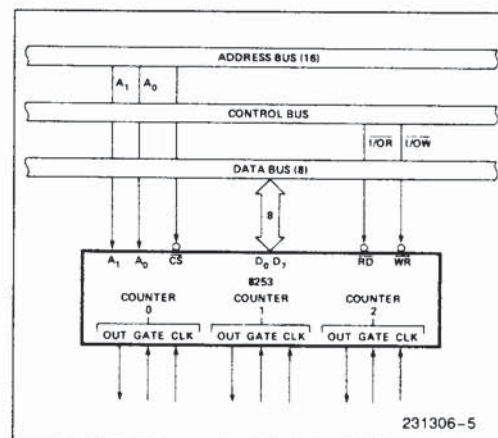 ADDRESS BUS (16)
A₁ A₀
CONTROL BUS
I/OR I/OW
DATA BUS (8)
8
A₁ A₀ CS D₀ D₇ RD WR
8253
COUNTER 0
COUNTER 1
COUNTER 2
OUT GATE CLK
OUT GATE CLK
OUT GATE CLK
231306-5